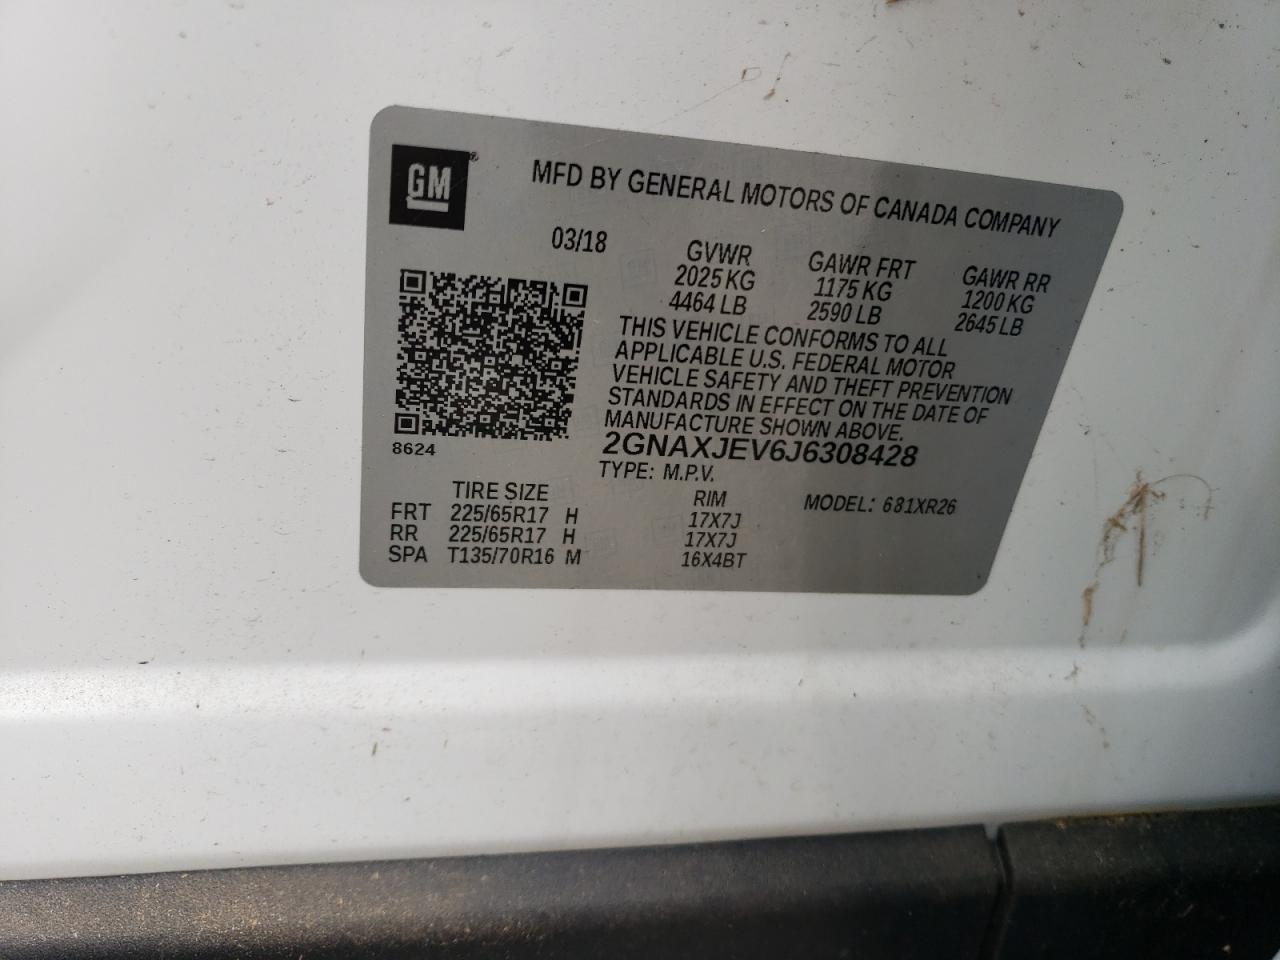 GM®
MFD BY GENERAL MOTORS OF CANADA COMPANY
03/18
GVWR GAWR FRT GAWR RR
2025 KG 1175 KG 1200 KG
4464 LB 2590 LB 2645 LB
THIS VEHICLE CONFORMS TO ALL
APPLICABLE U.S. FEDERAL MOTOR
VEHICLE SAFETY AND THEFT PREVENTION
STANDARDS IN EFFECT ON THE DATE OF
MANUFACTURE SHOWN ABOVE.
8624
2GNAXJEV6J6308428
TYPE: M.P.V.
TIRE SIZE RIM MODEL: 681XR26
FRT 225/65R17 H 17X7J
RR 225/65R17 H 17X7J
SPA T135/70R16 M 16X4BT